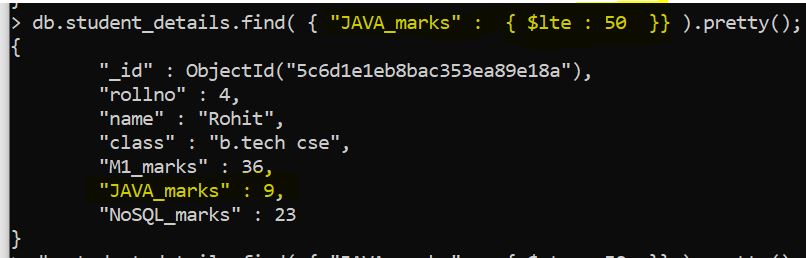 > db.student_details.find( { "JAVA_marks" :  { $lte : 50  }} ).pretty();
{
        "_id" : ObjectId("5c6d1e1eb8bac353ea89e18a"),
        "rollno" : 4,
        "name" : "Rohit",
        "class" : "b.tech cse",
        "M1_marks" : 36,
        "JAVA_marks" : 9,
        "NoSQL_marks" : 23
}